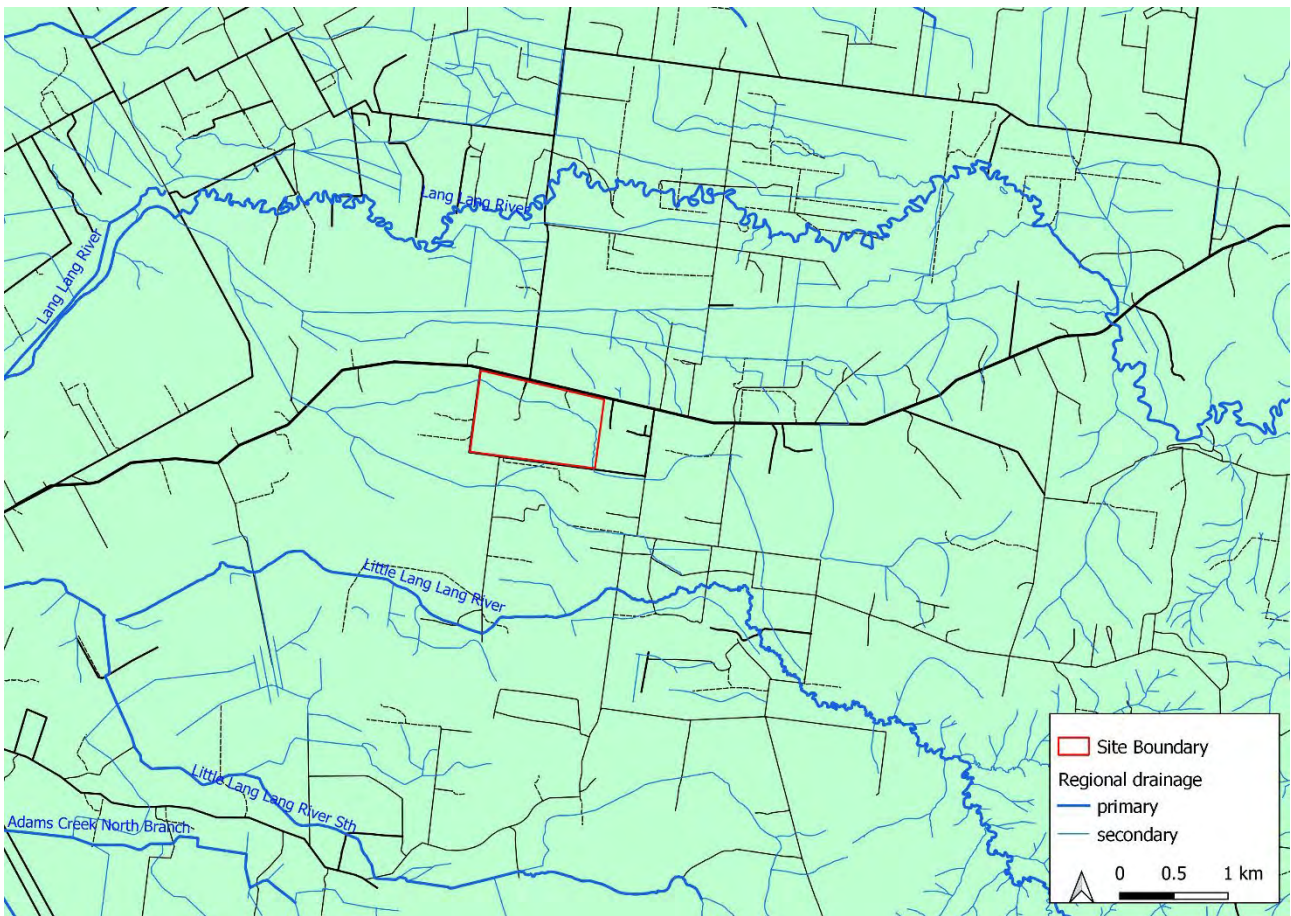 Lang Lang River
Lang Lang River
Little Lang Lang River
Little Lang Lang River Sth
Adams Creek North Branch
Site Boundary
Regional drainage
primary
secondary
0 0.5 1 km